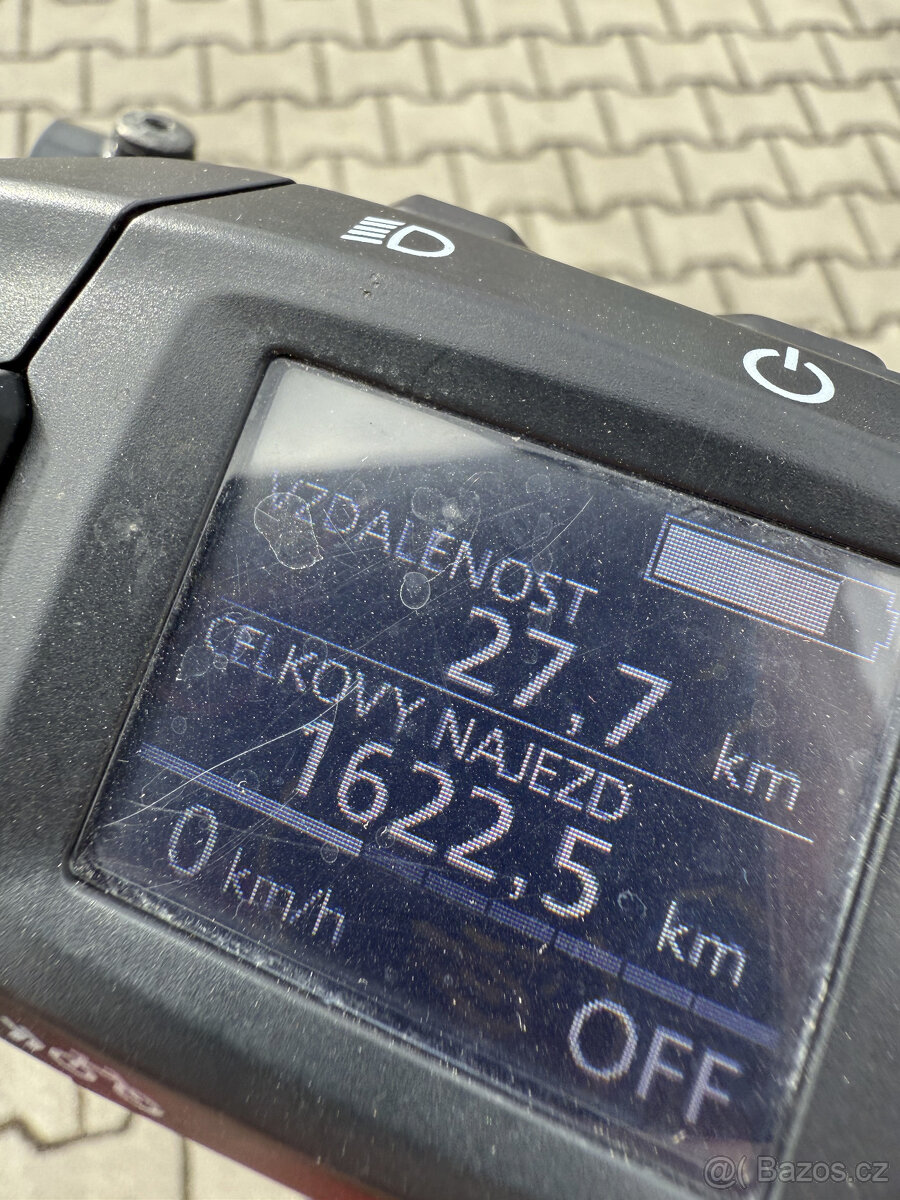 VZDALENOST
27,7 km
CELKOVY NAJEZD
1622,5 km
0 km/h
OFF
@( Bazos.cz